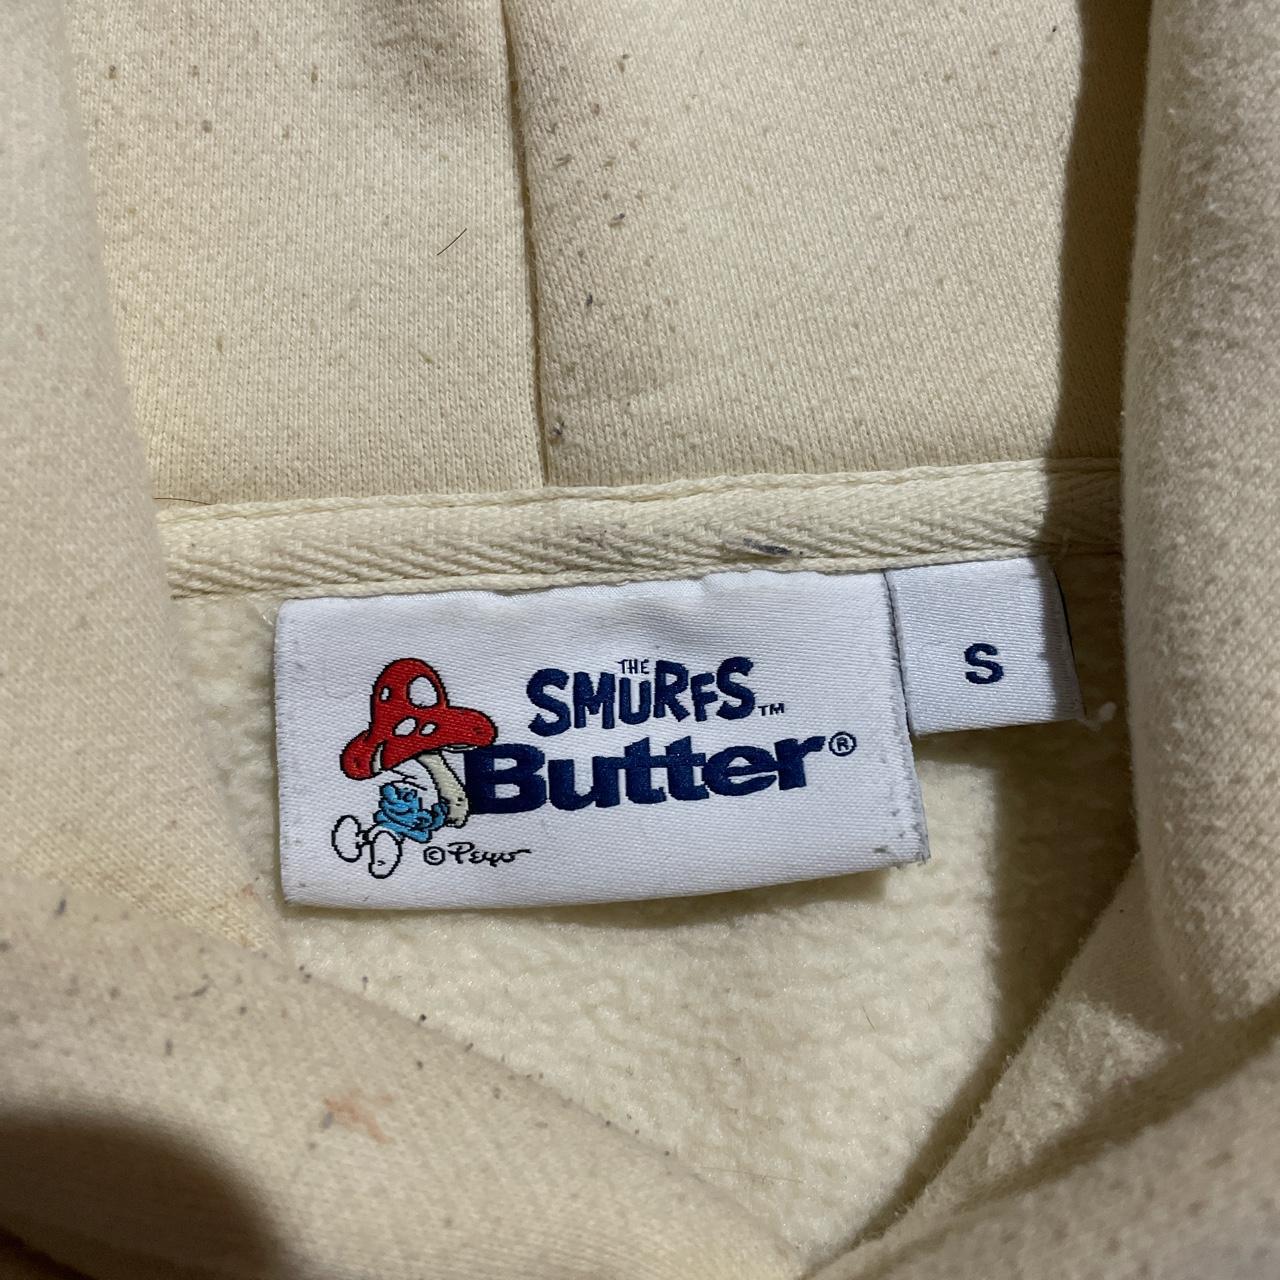 THE
SMURFS™
Butter®
© Peyo
S